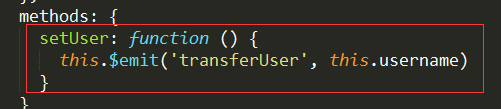 methods: {
setUser: function () {
this.$emit('transferUser', this.username)
}
}